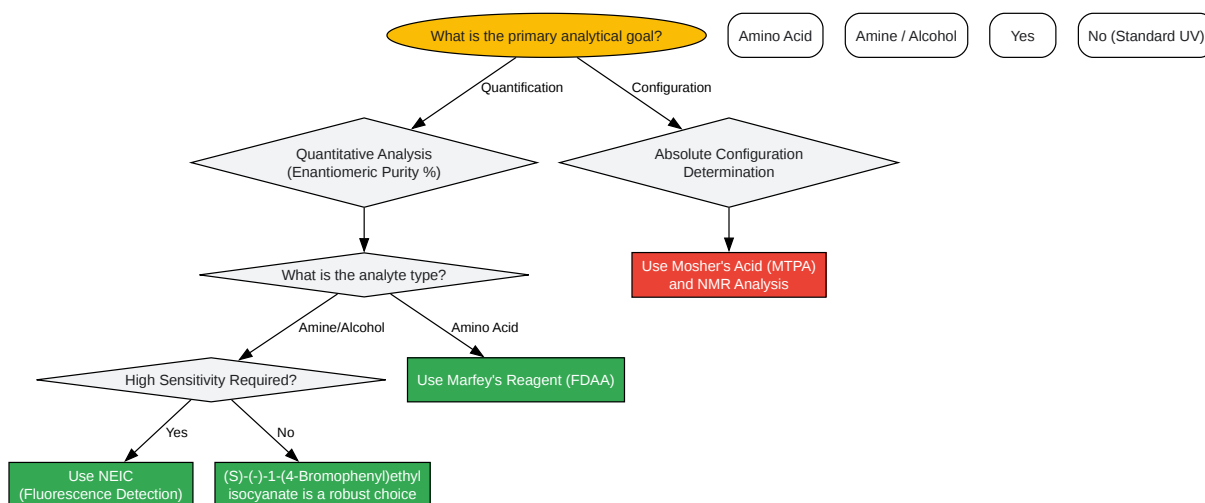 What is the primary analytical goal?
Amino Acid
Amine / Alcohol
Yes
No (Standard UV)
Quantification
Configuration
Quantitative Analysis
(Enantiomeric Purity %)
Absolute Configuration
Determination
What is the analyte type?
Use Mosher's Acid (MTPA)
and NMR Analysis
Amine/Alcohol
Amino Acid
High Sensitivity Required?
Use Marfey's Reagent (FDAA)
Yes
No
Use NEIC
(Fluorescence Detection)
(S)-(-)-1-(4-Bromophenyl)ethyl
isocyanate is a robust choice